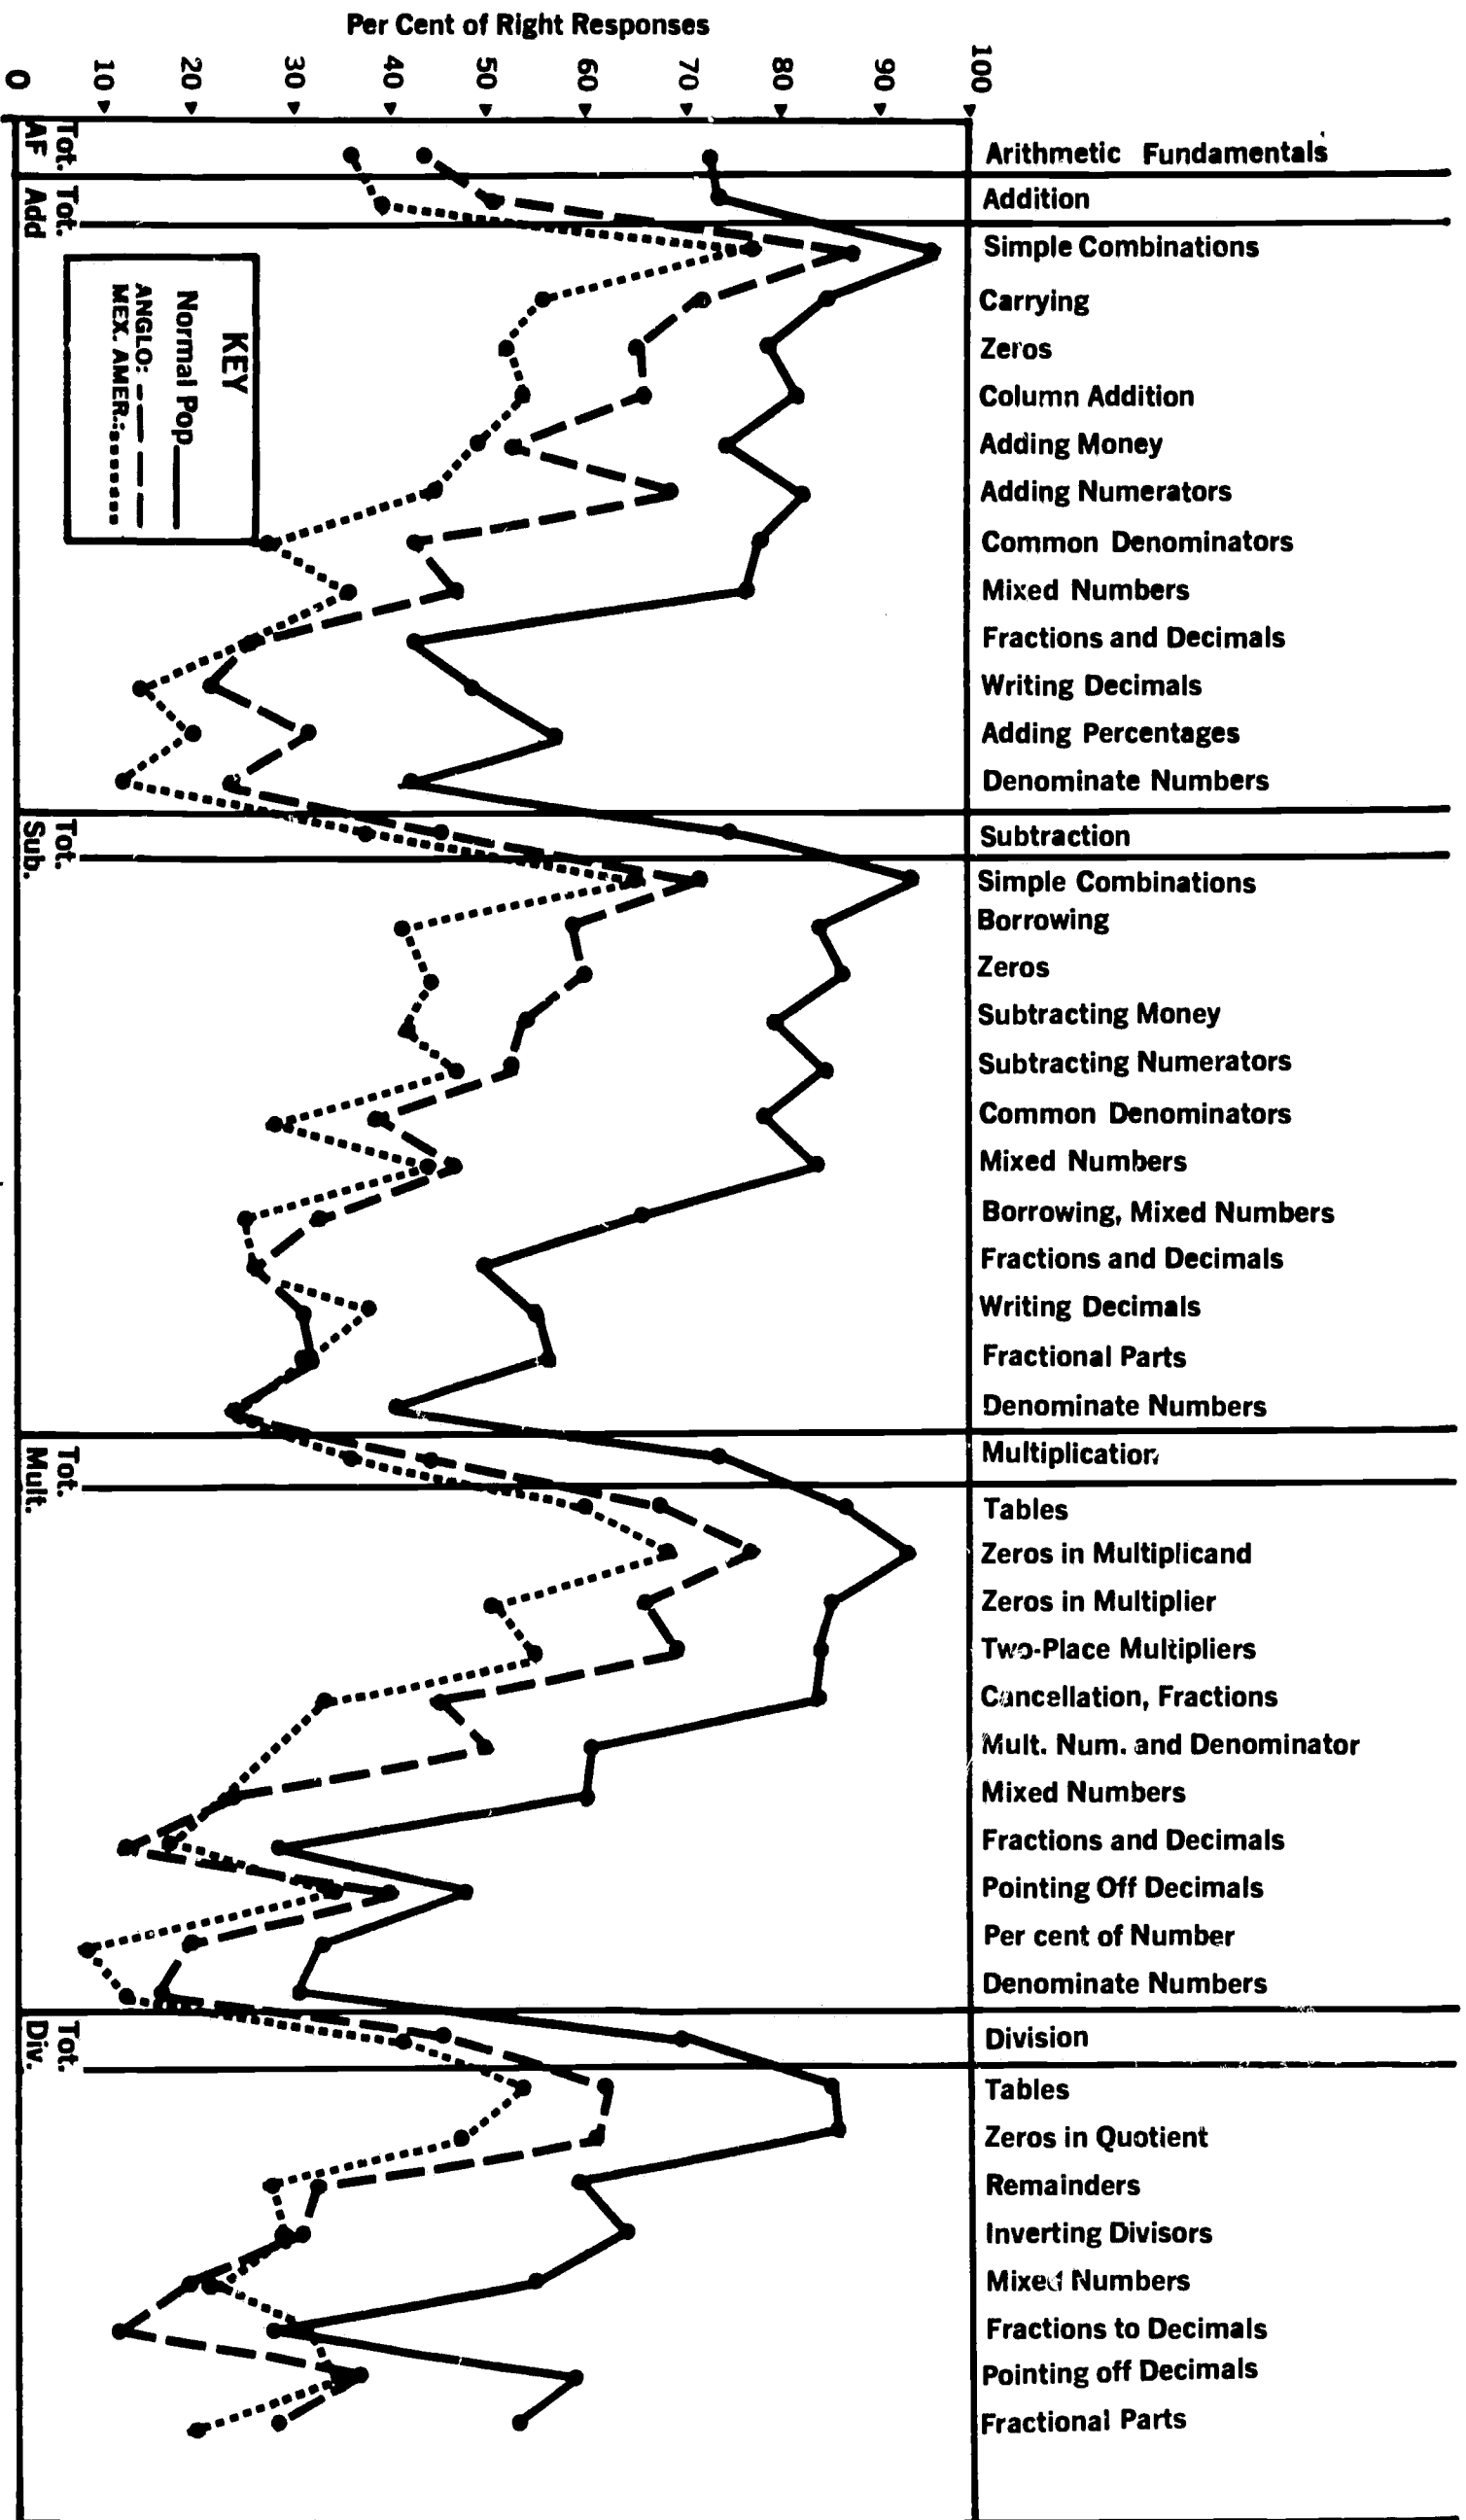 Per Cent of Right Responses
0
10
20
30
40
50
60
70
80
90
100
Tot.
AF
Tot.
Add
Tot.
Sub.
Tot.
Mult.
Tot.
Div.
KEY
Normal Pop
ANGLO:
MEX. AMER.:
Arithmetic Fundamentals
Addition
Simple Combinations
Carrying
Zeros
Column Addition
Adding Money
Adding Numerators
Common Denominators
Mixed Numbers
Fractions and Decimals
Writing Decimals
Adding Percentages
Denominate Numbers
Subtraction
Simple Combinations
Borrowing
Zeros
Subtracting Money
Subtracting Numerators
Common Denominators
Mixed Numbers
Borrowing, Mixed Numbers
Fractions and Decimals
Writing Decimals
Fractional Parts
Denominate Numbers
Multiplication
Tables
Zeros in Multiplicand
Zeros in Multiplier
Two-Place Multipliers
Cancellation, Fractions
Mult. Num. and Denominator
Mixed Numbers
Fractions and Decimals
Pointing Off Decimals
Per cent of Number
Denominate Numbers
Division
Tables
Zeros in Quotient
Remainders
Inverting Divisors
Mixed Numbers
Fractions to Decimals
Pointing off Decimals
Fractional Parts